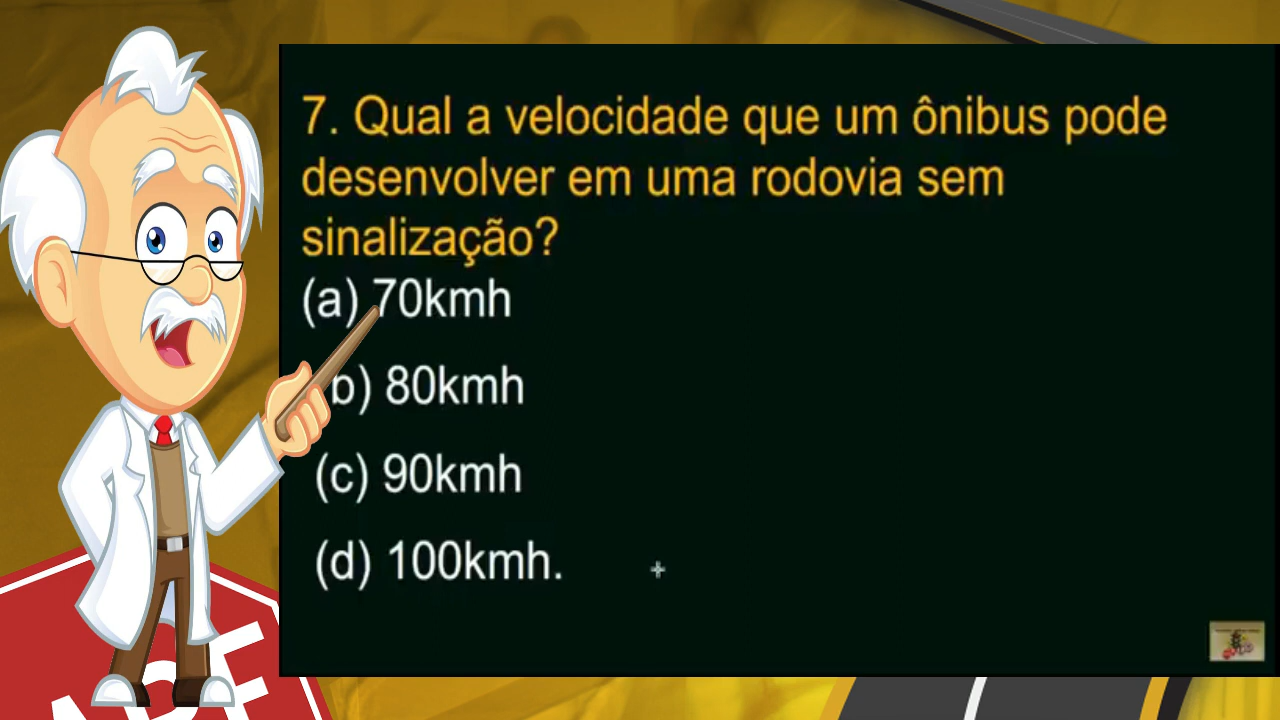 7. Qual a velocidade que um ônibus pode
desenvolver em uma rodovia sem
sinalização?
(a) 70kmh
b) 80kmh
(c) 90kmh
(d) 100kmh.